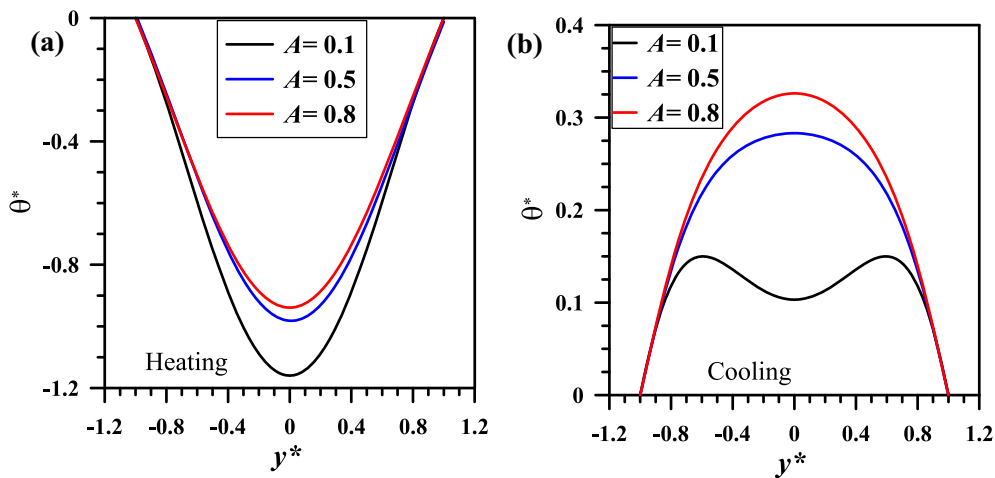 (a)
A= 0.1
A= 0.5
A= 0.8
0
-0.4
-0.8
-1.2
θ*
Heating
-1.2 -0.8 -0.4 0 0.4 0.8 1.2
y*
(b)
A= 0.1
A= 0.5
A= 0.8
0.4
0.3
0.2
0.1
0
θ*
Cooling
-1.2 -0.8 -0.4 0 0.4 0.8 1.2
y*